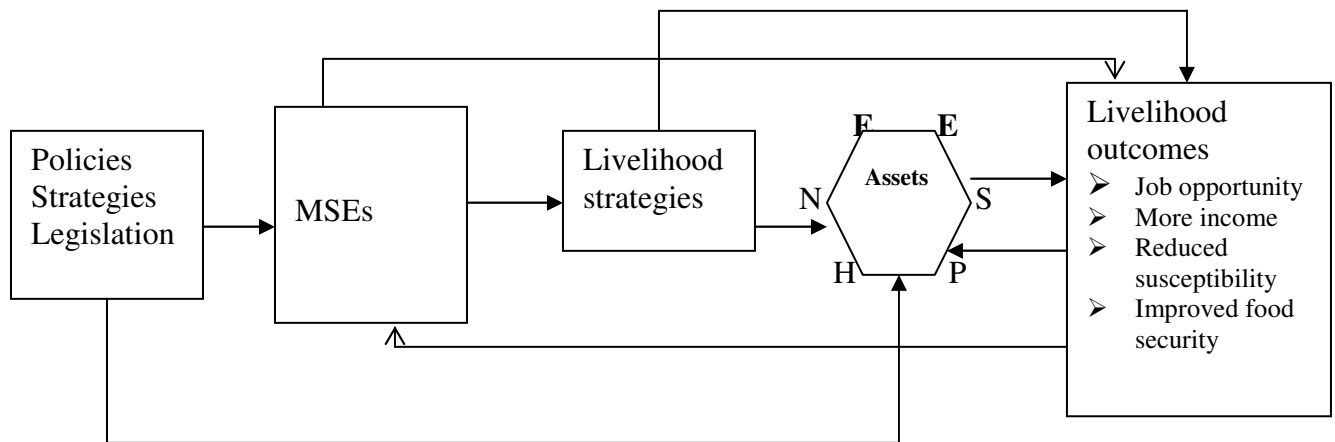 Policies
Strategies
Legislation
MSEs
Livelihood
strategies
F E
Assets
N S
H P
Livelihood
outcomes
➢ Job opportunity
➢ More income
➢ Reduced
susceptibility
➢ Improved food
security